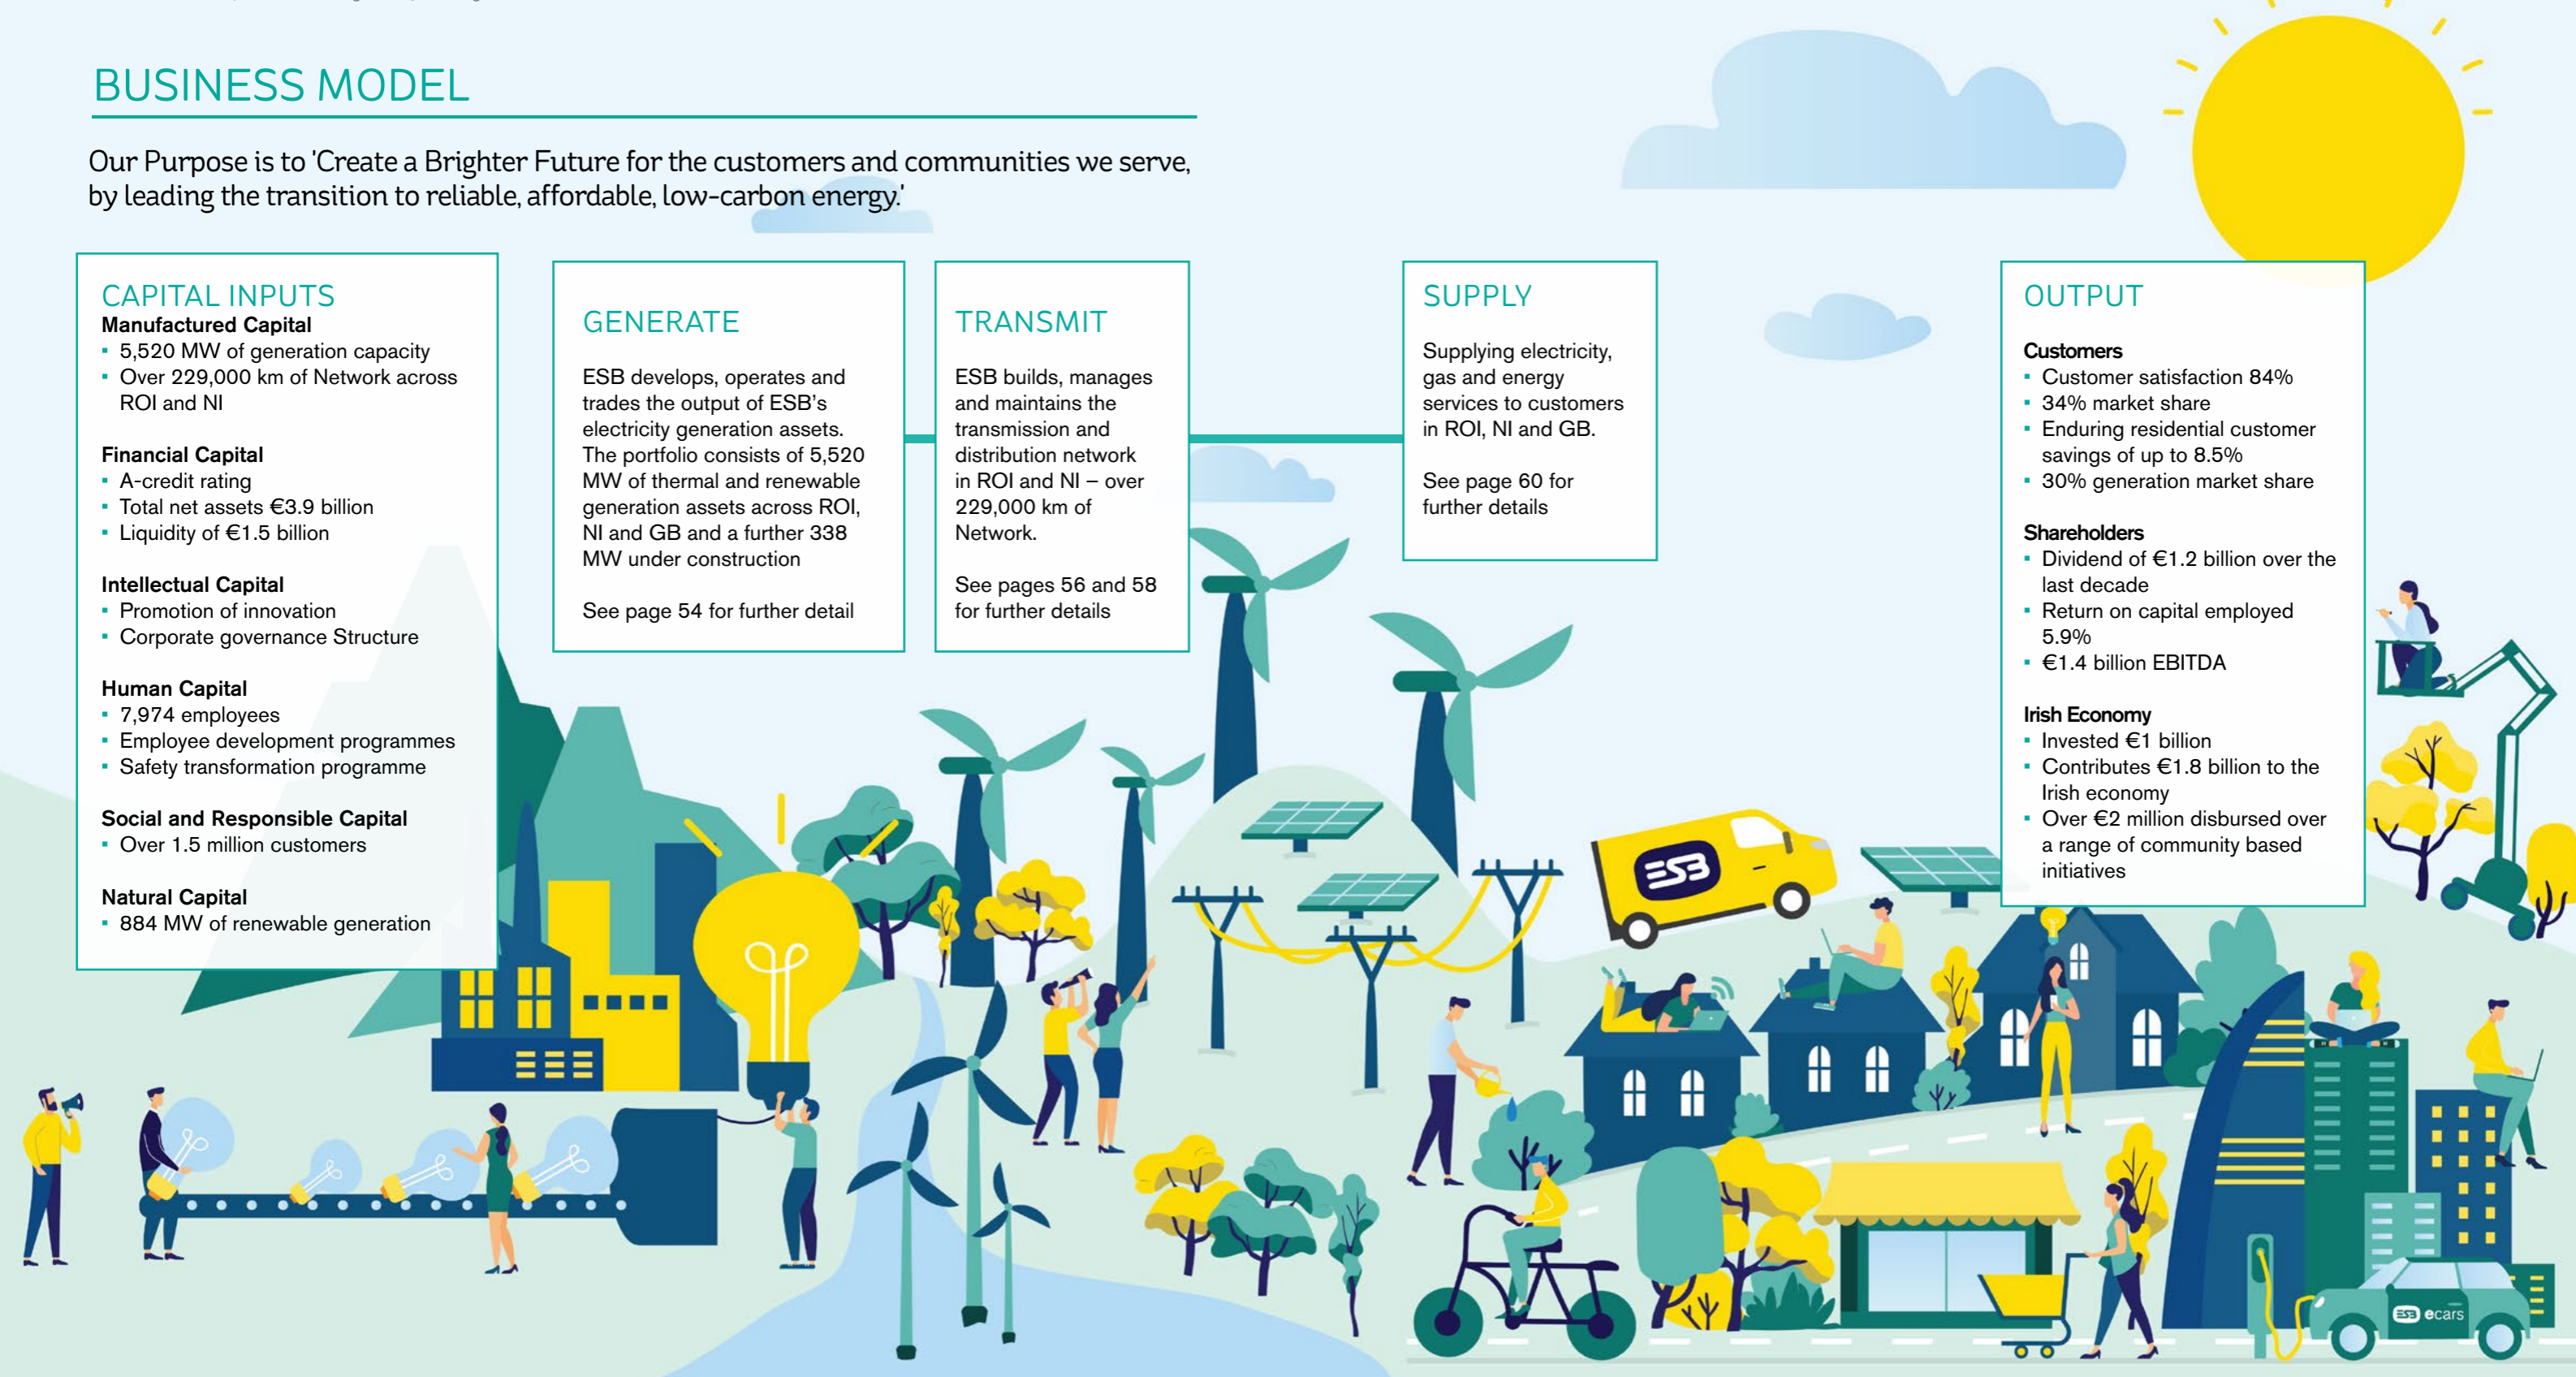 BUSINESS MODEL
Our Purpose is to 'Create a Brighter Future for the customers and communities we serve,
by leading the transition to reliable, affordable, low-carbon energy.'
CAPITAL INPUTS
Manufactured Capital
▪ 5,520 MW of generation capacity
▪ Over 229,000 km of Network across
ROI and NI
Financial Capital
▪ A-credit rating
▪ Total net assets €3.9 billion
▪ Liquidity of €1.5 billion
Intellectual Capital
▪ Promotion of innovation
▪ Corporate governance Structure
Human Capital
▪ 7,974 employees
▪ Employee development programmes
▪ Safety transformation programme
Social and Responsible Capital
▪ Over 1.5 million customers
Natural Capital
▪ 884 MW of renewable generation
GENERATE
ESB develops, operates and
trades the output of ESB's
electricity generation assets.
The portfolio consists of 5,520
MW of thermal and renewable
generation assets across ROI,
NI and GB and a further 338
MW under construction
See page 54 for further detail
TRANSMIT
ESB builds, manages
and maintains the
transmission and
distribution network
in ROI and NI – over
229,000 km of
Network.
See pages 56 and 58
for further details
SUPPLY
Supplying electricity,
gas and energy
services to customers
in ROI, NI and GB.
See page 60 for
further details
OUTPUT
Customers
▪ Customer satisfaction 84%
▪ 34% market share
▪ Enduring residential customer
savings of up to 8.5%
▪ 30% generation market share
Shareholders
▪ Dividend of €1.2 billion over the
last decade
▪ Return on capital employed
5.9%
▪ €1.4 billion EBITDA
Irish Economy
▪ Invested €1 billion
▪ Contributes €1.8 billion to the
Irish economy
▪ Over €2 million disbursed over
a range of community based
initiatives
ESB
ESB ecars